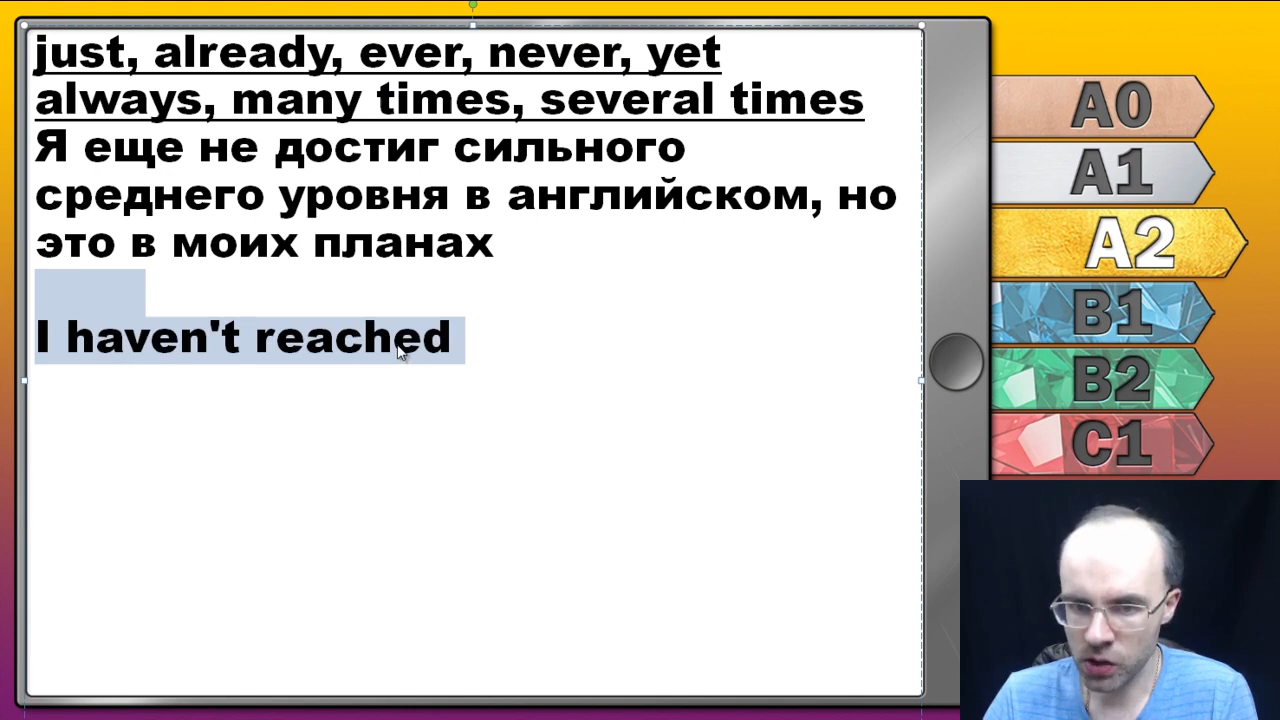 just, already, ever, never, yet
always, many times, several times
Я еще не достиг сильного
среднего уровня в английском, но
это в моих планах
I haven't reached
A0
A1
A2
B1
B2
C1